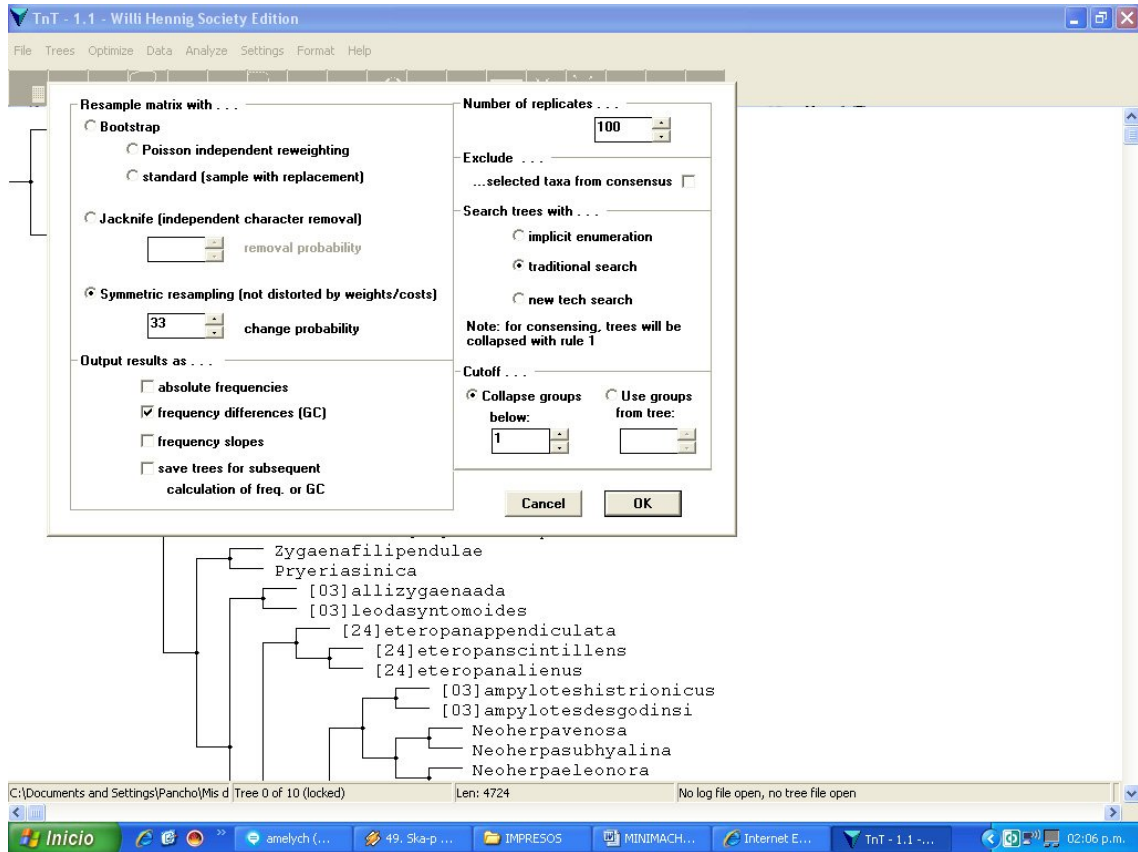 TnT - 1.1 - Willi Hennig Society Edition
File Trees Optimize Data Analyze Settings Format Help
Resample matrix with . . .
Bootstrap
Poisson independent reweighting
standard (sample with replacement)
Jacknife (independent character removal)
removal probability
Symmetric resampling (not distorted by weights/costs)
33 change probability
Output results as . . .
absolute frequencies
frequency differences (GC)
frequency slopes
save trees for subsequent
calculation of freq. or GC
Number of replicates . . .
100
Exclude . . .
...selected taxa from consensus
Search trees with . . .
implicit enumeration
traditional search
new tech search
Note: for consensing, trees will be
collapsed with rule 1
Cutoff . . .
Collapse groups
below:
1
Use groups
from tree:
Cancel OK
Zygaenafilipendulae
Pryeriasinica
[03]allizygaenaada
[03]leodasyntomoides
[24]eteropanappendiculata
[24]eteropanscintillens
[24]eteropanalienus
[03]ampyloteshistrionicus
[03]ampylotesdesgodinsi
Neoherpavenosa
Neoherpasubhyalina
Neoherpaeleonora
C:\Documents and Settings\Pancho\Mis d Tree 0 of 10 (locked) Len: 4724 No log file open, no tree file open
Inicio » amelych (... 49. Ska-p ... IMPRESOS MINIMACH... Internet E... TnT - 1.1 -... 02:06 p.m.